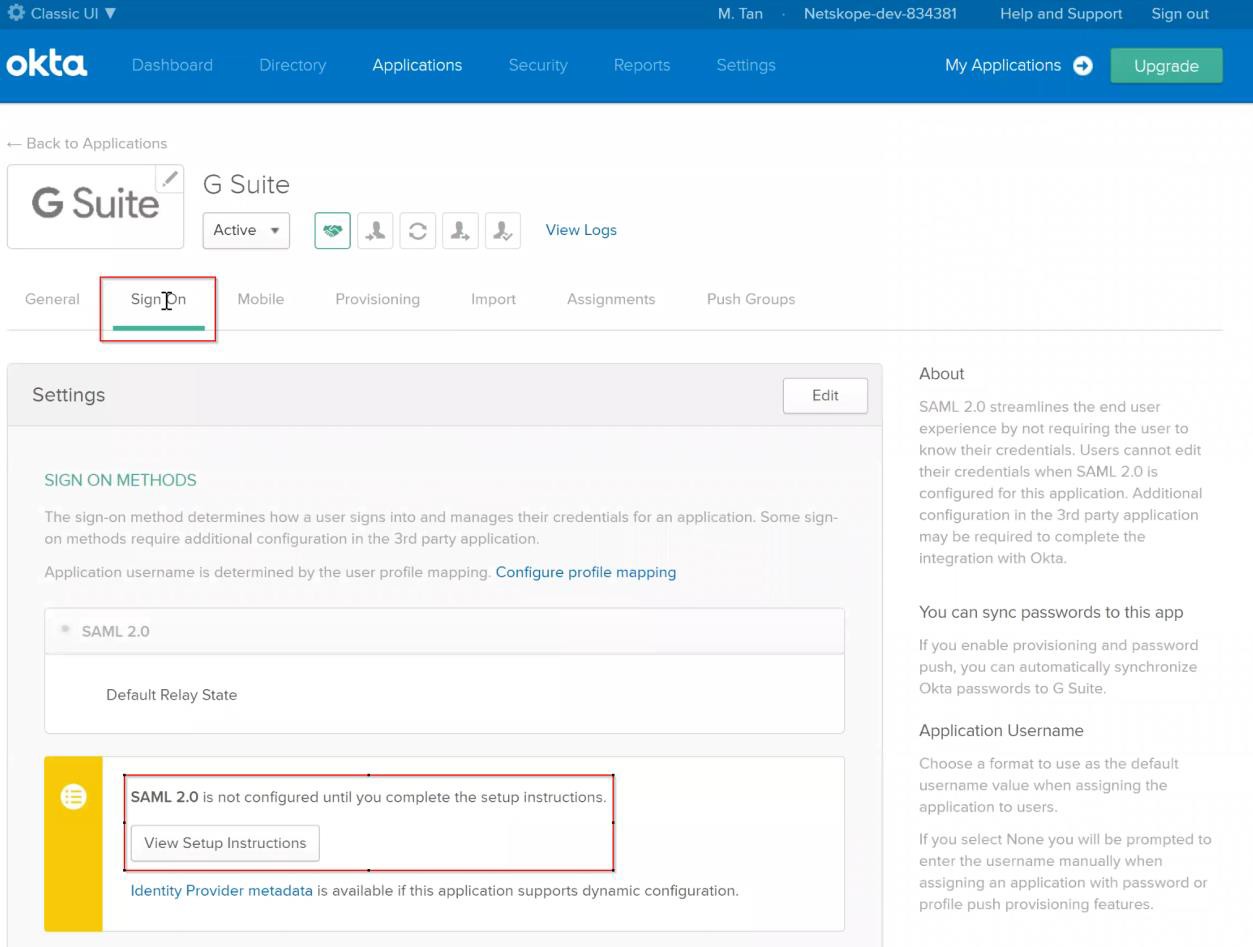 Classic UI ▼
M. Tan · Netskope-dev-834381 Help and Support Sign out
okta Dashboard Directory Applications Security Reports Settings My Applications Upgrade
← Back to Applications
G Suite
G Suite
Active ▼ View Logs
General Sign On Mobile Provisioning Import Assignments Push Groups
Settings Edit
SIGN ON METHODS
The sign-on method determines how a user signs into and manages their credentials for an application. Some sign-
on methods require additional configuration in the 3rd party application.
Application username is determined by the user profile mapping. Configure profile mapping
SAML 2.0
Default Relay State
SAML 2.0 is not configured until you complete the setup instructions.
View Setup Instructions
Identity Provider metadata is available if this application supports dynamic configuration.
About
SAML 2.0 streamlines the end user
experience by not requiring the user to
know their credentials. Users cannot edit
their credentials when SAML 2.0 is
configured for this application. Additional
configuration in the 3rd party application
may be required to complete the
integration with Okta.
You can sync passwords to this app
If you enable provisioning and password
push, you can automatically synchronize
Okta passwords to G Suite.
Application Username
Choose a format to use as the default
username value when assigning the
application to users.
If you select None you will be prompted to
enter the username manually when
assigning an application with password or
profile push provisioning features.